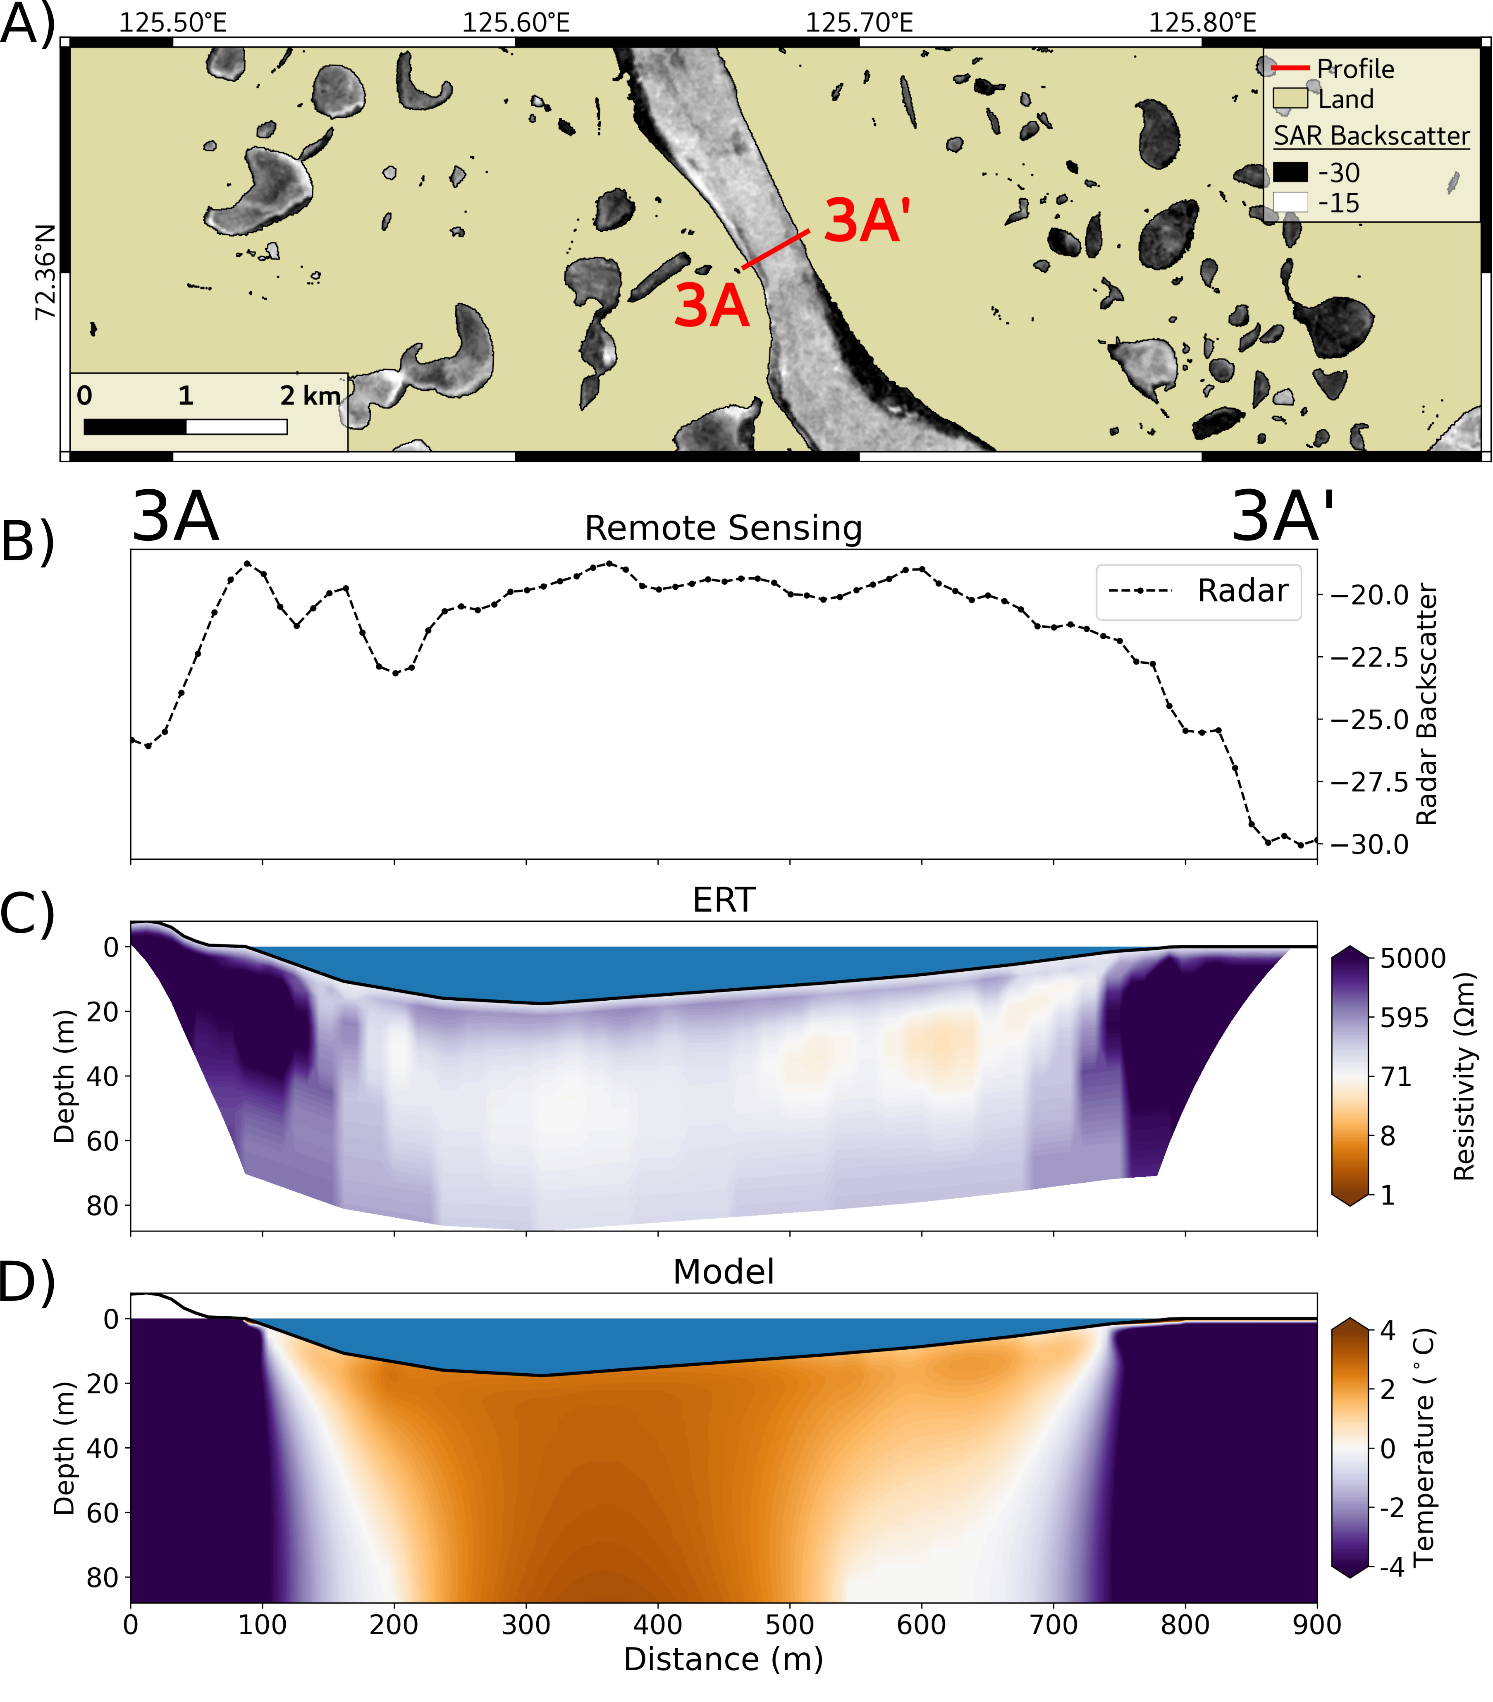 A)
125.50°E 125.60°E 125.70°E 125.80°E
72.36°N
Profile
Land
SAR Backscatter
-30
-15
3A'
3A
0 1 2 km
3A 3A'
B)
Remote Sensing
Radar
−20.0
−22.5
−25.0
−27.5
−30.0
Radar Backscatter
C)
ERT
0
20
40
60
80
Depth (m)
5000
595
71
8
1
Resistivity (Ωm)
D)
Model
0
20
40
60
80
Depth (m)
4
2
0
-2
-4
Temperature (°C)
0 100 200 300 400 500 600 700 800 900
Distance (m)